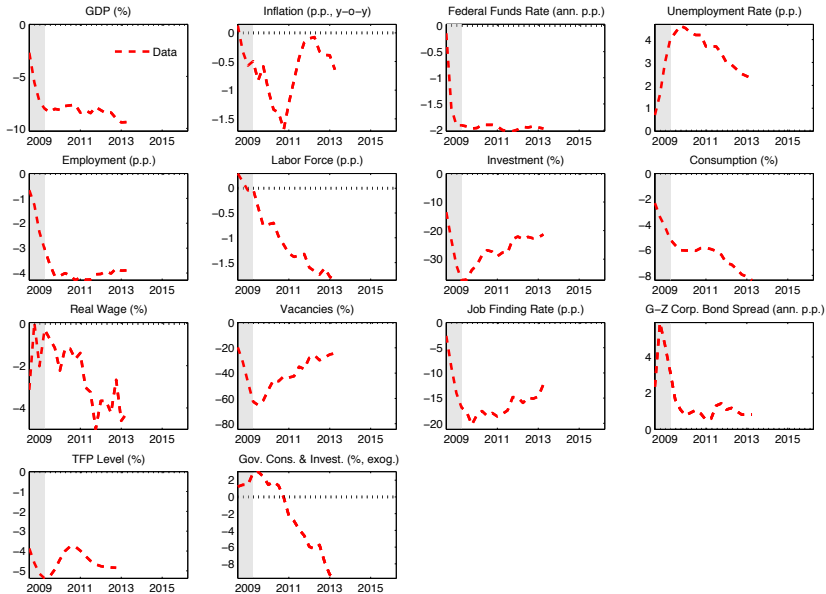 GDP (%)
Inflation (p.p., y−o−y)
Federal Funds Rate (ann. p.p.)
Unemployment Rate (p.p.)
0
−5
−10
Data
2009 2011 2013 2015
0
−0.5
−1
−1.5
2009 2011 2013 2015
0
−0.5
−1
−1.5
−2
2009 2011 2013 2015
4
3
2
1
0
2009 2011 2013 2015
Employment (p.p.)
Labor Force (p.p.)
Investment (%)
Consumption (%)
0
−1
−2
−3
−4
2009 2011 2013 2015
0
−0.5
−1
−1.5
2009 2011 2013 2015
0
−10
−20
−30
2009 2011 2013 2015
0
−2
−4
−6
−8
2009 2011 2013 2015
Real Wage (%)
Vacancies (%)
Job Finding Rate (p.p.)
G−Z Corp. Bond Spread (ann. p.p.)
0
−2
−4
2009 2011 2013 2015
0
−20
−40
−60
−80
2009 2011 2013 2015
0
−5
−10
−15
−20
2009 2011 2013 2015
6
4
2
0
2009 2011 2013 2015
TFP Level (%)
Gov. Cons. & Invest. (%, exog.)
0
−1
−2
−3
−4
−5
2009 2011 2013 2015
2
0
−2
−4
−6
−8
2009 2011 2013 2015